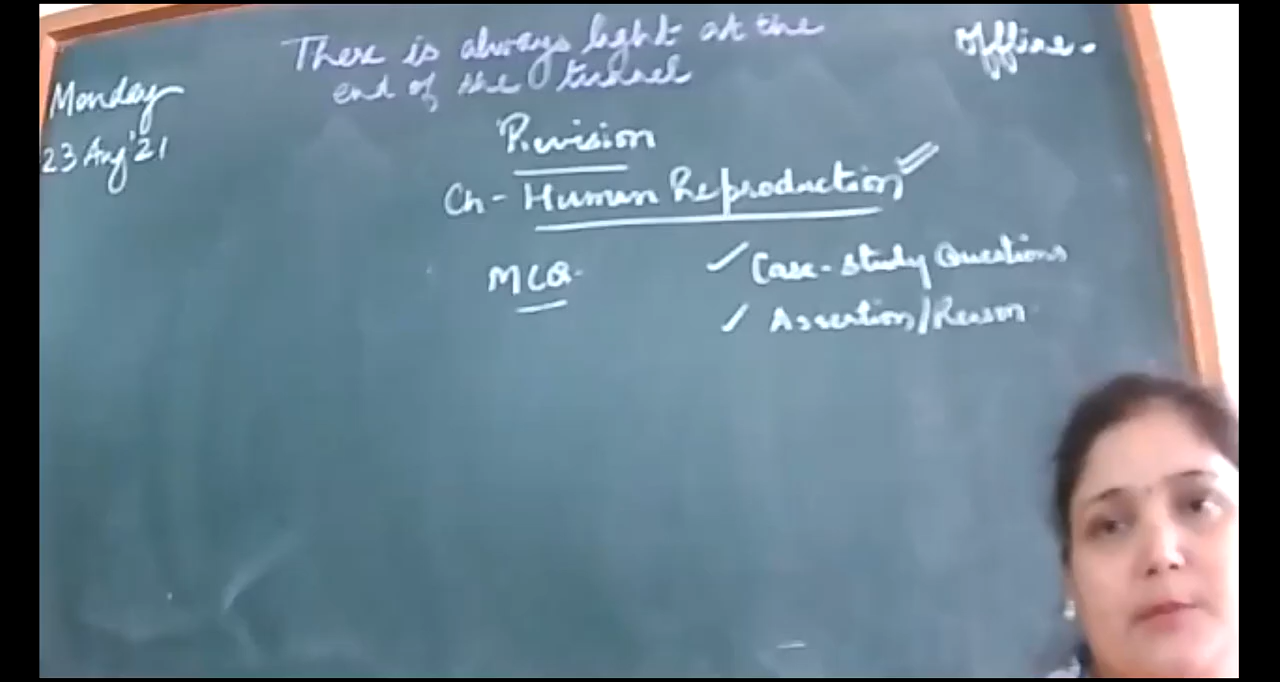 There is always light at the
end of the tunnel
Offline.
Monday
23 Aug'21
Revision
Ch- Human Reproduction
MCQ.
Case-study Questions
Assertion/Reason